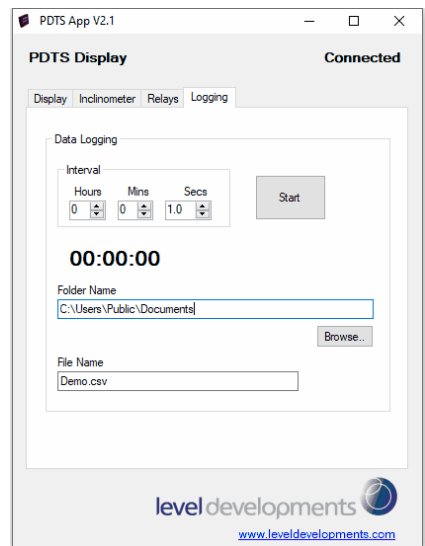 PDTS App V2.1
PDTS Display Connected
Display Inclinometer Relays Logging
Data Logging
Interval
Hours Mins Secs
0 0 1.0 Start
00:00:00
Folder Name
C:\Users\Public\Documents
Browse..
File Name
Demo.csv
level developments
www.leveldevelopments.com